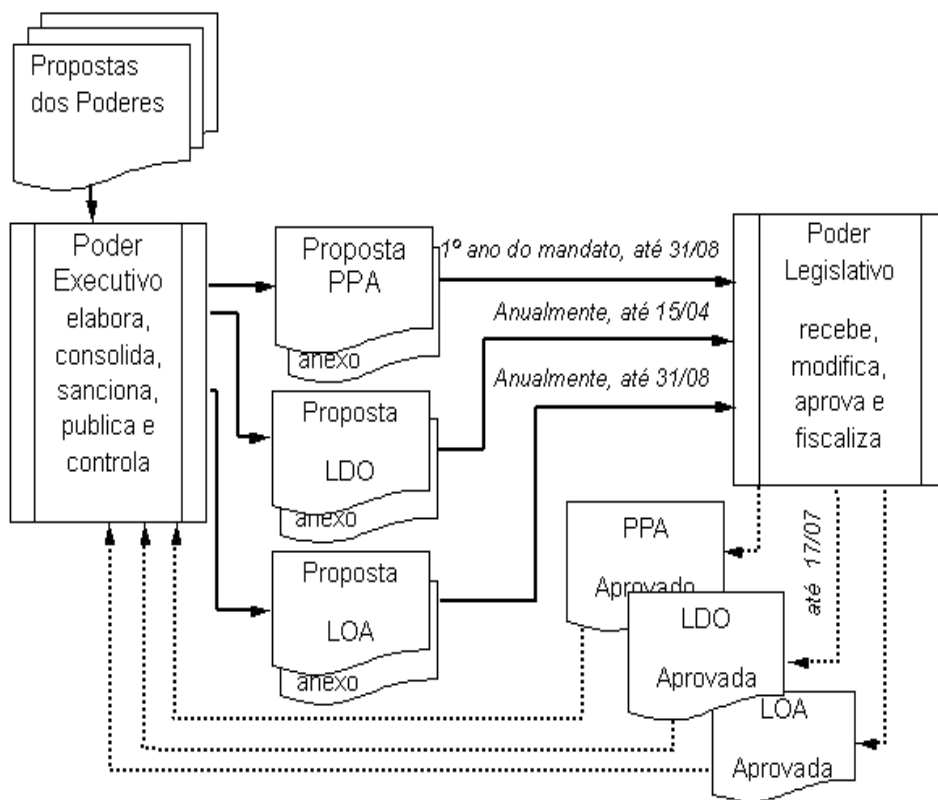 Propostas
dos Poderes
Poder
Executivo
elabora,
consolida,
sanciona,
publica e
controla
Proposta
PPA
anexo
Proposta
LDO
anexo
Proposta
LOA
anexo
1º ano do mandato, até 31/08
Anualmente, até 15/04
Anualmente, até 31/08
Poder
Legislativo
recebe,
modifica,
aprova e
fiscaliza
até 17/07
PPA
Aprovado
LDO
Aprovada
LOA
Aprovada